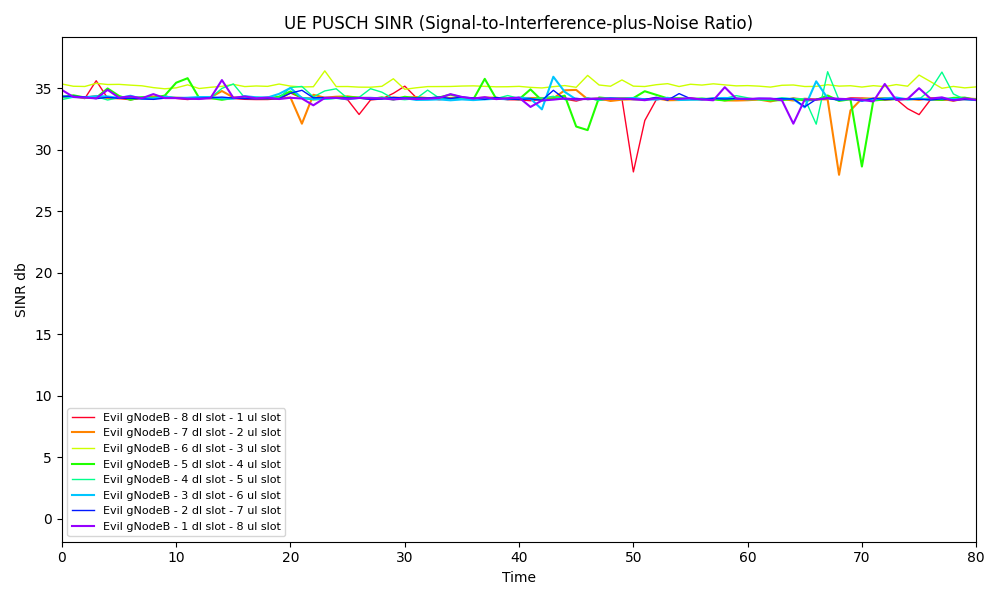 UE PUSCH SINR (Signal-to-Interference-plus-Noise Ratio)
35
30
25
20
15
10
5
0
SINR db
Evil gNodeB - 8 dl slot - 1 ul slot
Evil gNodeB - 7 dl slot - 2 ul slot
Evil gNodeB - 6 dl slot - 3 ul slot
Evil gNodeB - 5 dl slot - 4 ul slot
Evil gNodeB - 4 dl slot - 5 ul slot
Evil gNodeB - 3 dl slot - 6 ul slot
Evil gNodeB - 2 dl slot - 7 ul slot
Evil gNodeB - 1 dl slot - 8 ul slot
0 10 20 30 40 50 60 70 80
Time